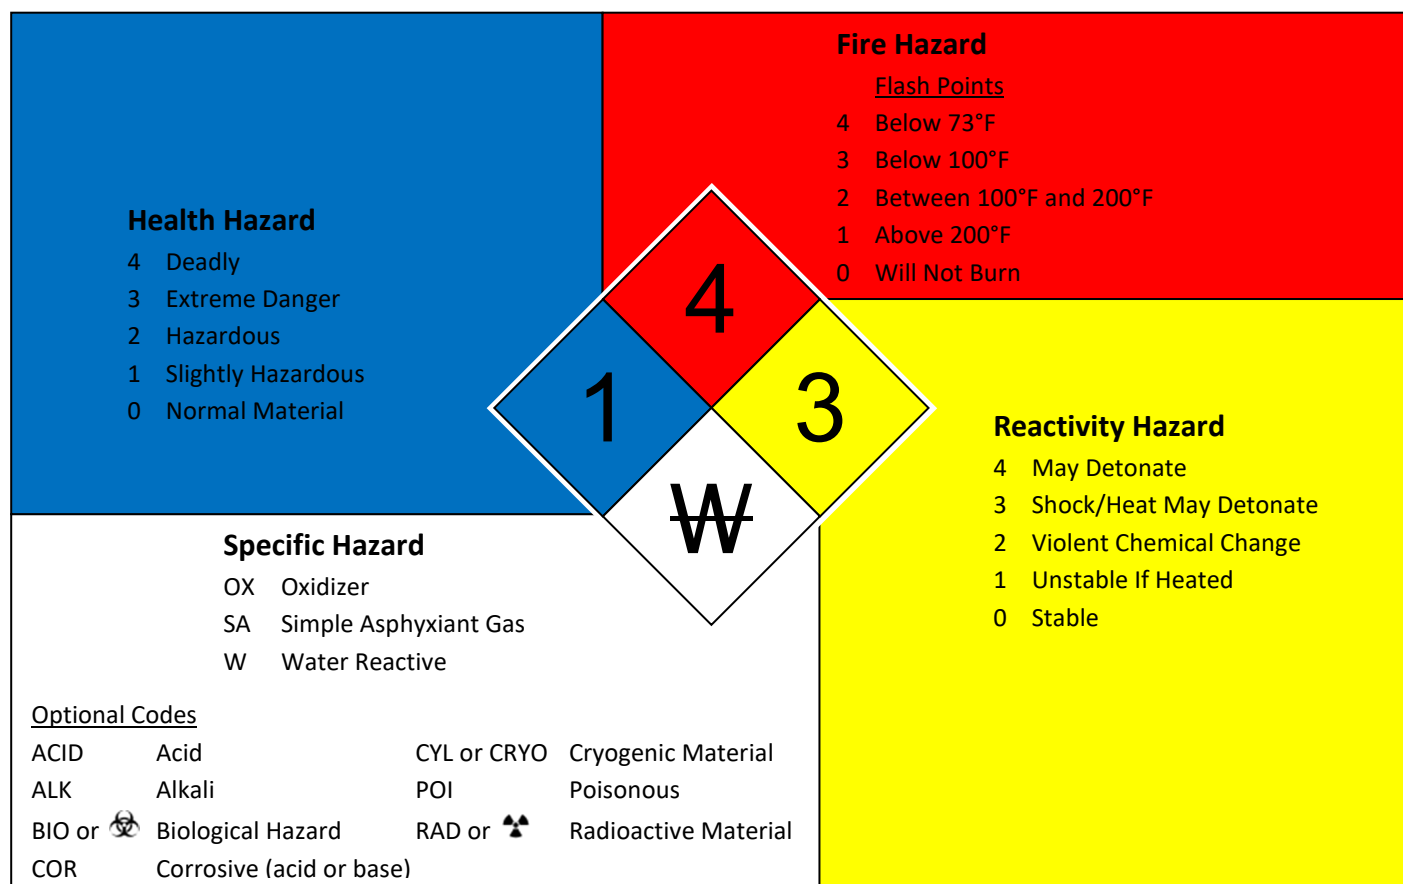 Fire Hazard
Flash Points
4 Below 73°F
3 Below 100°F
2 Between 100°F and 200°F
1 Above 200°F
0 Will Not Burn
Health Hazard
4 Deadly
3 Extreme Danger
2 Hazardous
1 Slightly Hazardous
0 Normal Material
4
1
3
W
Reactivity Hazard
4 May Detonate
3 Shock/Heat May Detonate
2 Violent Chemical Change
1 Unstable If Heated
0 Stable
Specific Hazard
OX Oxidizer
SA Simple Asphyxiant Gas
W Water Reactive
Optional Codes
ACID Acid CYL or CRYO Cryogenic Material
ALK Alkali POI Poisonous
BIO or ☣ Biological Hazard RAD or ☢ Radioactive Material
COR Corrosive (acid or base)